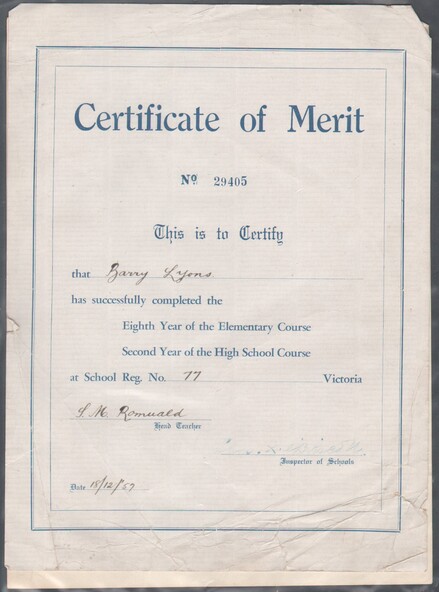 Certificate of Merit
Nº 29405
This is to Certify
that Barry Lyons
has successfully completed the
Eighth Year of the Elementary Course
Second Year of the High School Course
at School Reg. No. 77 Victoria
S. M. Romuald
Head Teacher
Inspector of Schools
Date 18/12/57